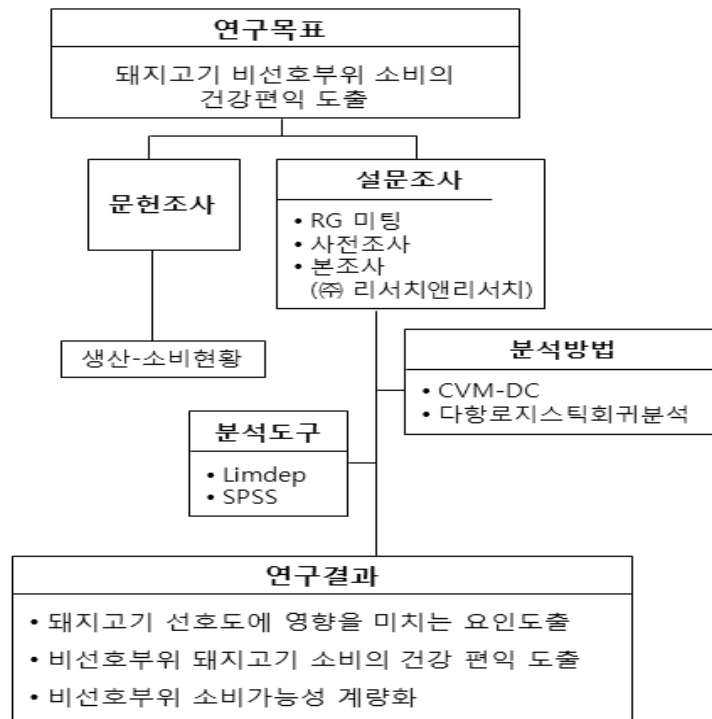 연구목표
돼지고기 비선호부위 소비의
건강편익 도출
문헌조사
설문조사
• RG 미팅
• 사전조사
• 본조사
(㈜ 리서치앤리서치)
생산-소비현황
분석방법
• CVM-DC
• 다항로지스틱회귀분석
분석도구
• Limdep
• SPSS
연구결과
• 돼지고기 선호도에 영향을 미치는 요인도출
• 비선호부위 돼지고기 소비의 건강 편익 도출
• 비선호부위 소비가능성 계량화